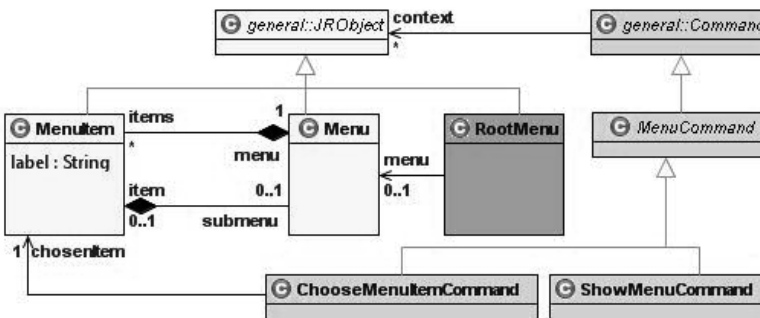 general::JRObject
context
*
general::Command
MenuItem
label : String
items
*
1
menu
Menu
RootMenu
menu
0..1
MenuCommand
item
0..1
0..1
submenu
1 chosenItem
ChooseMenuItemCommand
ShowMenuCommand